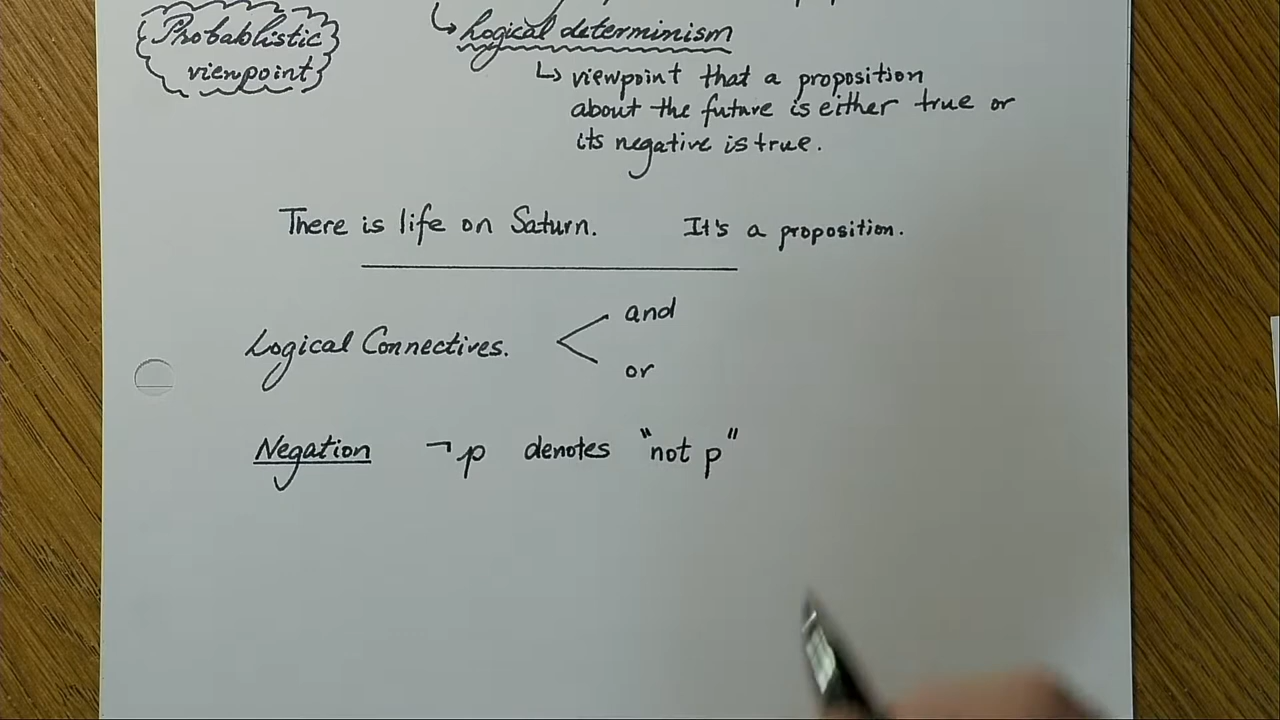 Probablistic
viewpoint
Logical determinism
viewpoint that a proposition
about the future is either true or
its negative is true.
There is life on Saturn. It's a proposition.
Logical Connectives.
and
or
Negation ¬p denotes "not p"